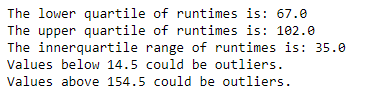 The lower quartile of runtimes is: 67.0
The upper quartile of runtimes is: 102.0
The innerquartile range of runtimes is: 35.0
Values below 14.5 could be outliers.
Values above 154.5 could be outliers.